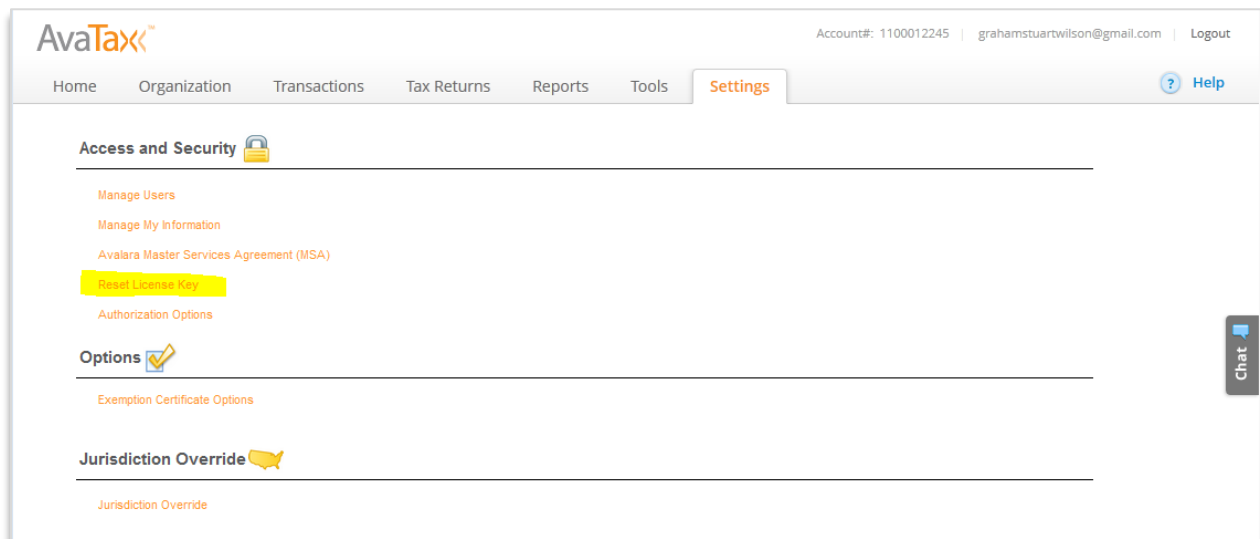 AvaTax
Account#: 1100012245 | grahamstuartwilson@gmail.com | Logout
Home Organization Transactions Tax Returns Reports Tools Settings ? Help
Access and Security
Manage Users
Manage My Information
Avalara Master Services Agreement (MSA)
Reset License Key
Authorization Options
Chat
Options
Exemption Certificate Options
Jurisdiction Override
Jurisdiction Override